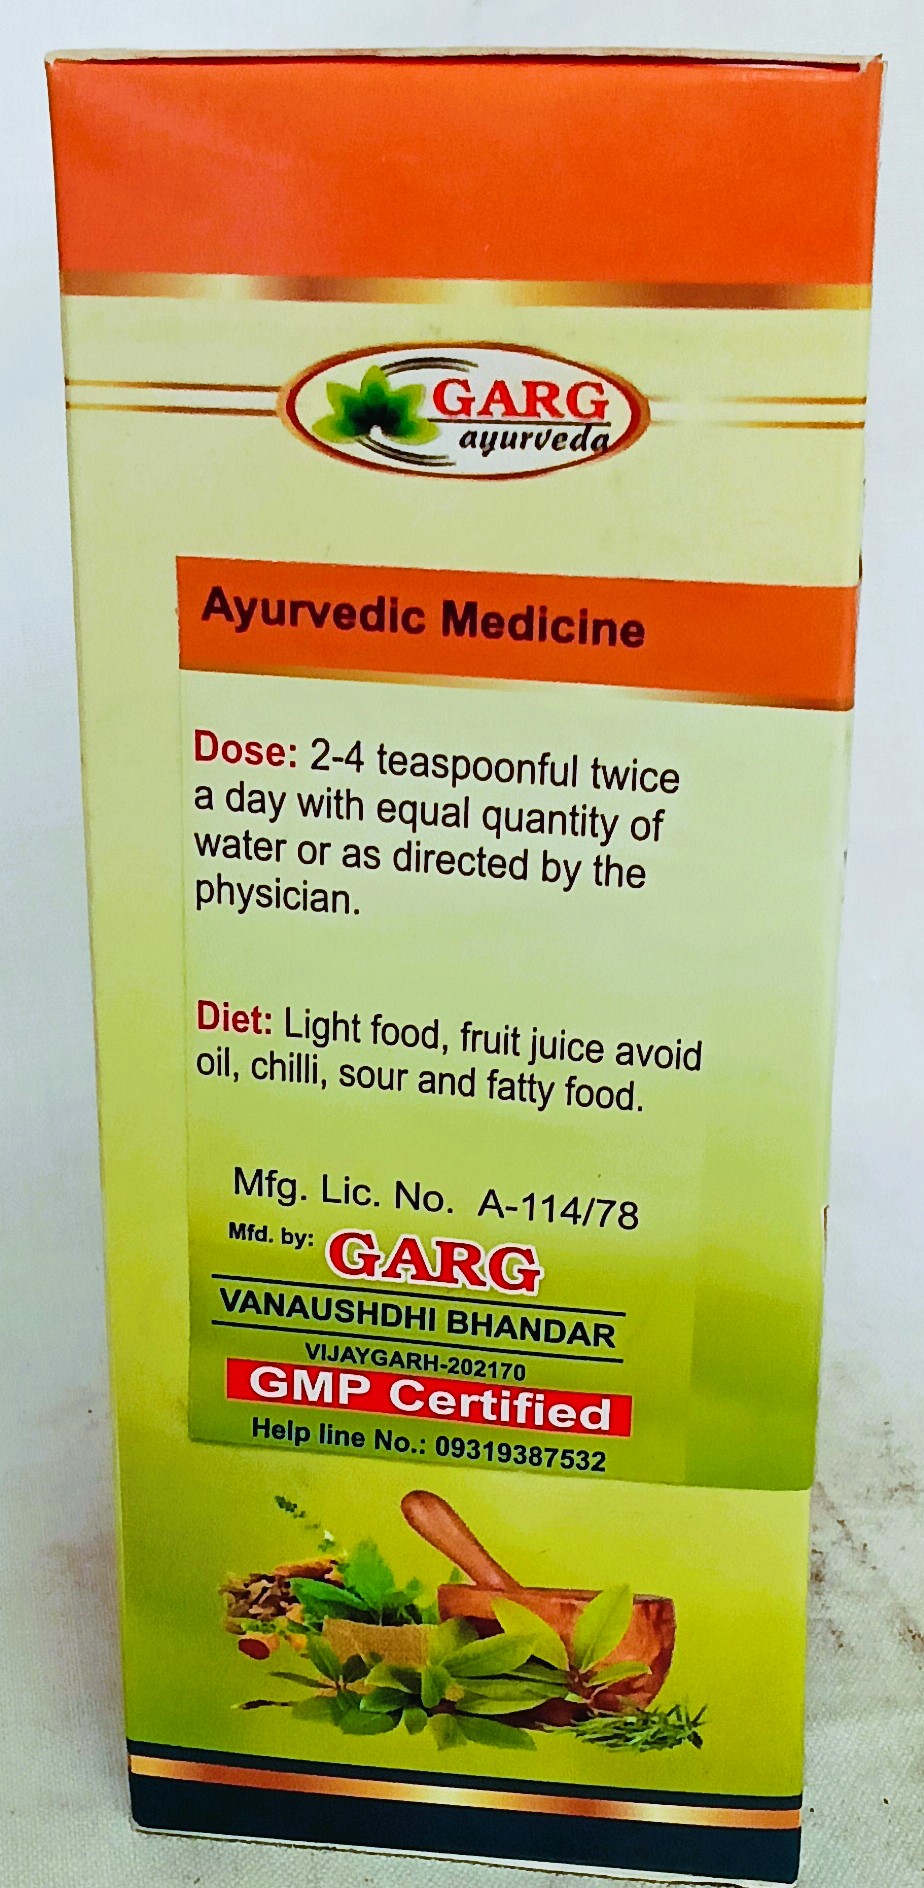 GARG
ayurveda
Ayurvedic Medicine
Dose: 2-4 teaspoonful twice
a day with equal quantity of
water or as directed by the
physician.
Diet: Light food, fruit juice avoid
oil, chilli, sour and fatty food.
Mfg. Lic. No. A-114/78
Mfd. by: GARG
VANAUSHDHI BHANDAR
VIJAYGARH-202170
GMP Certified
Help line No.: 09319387532